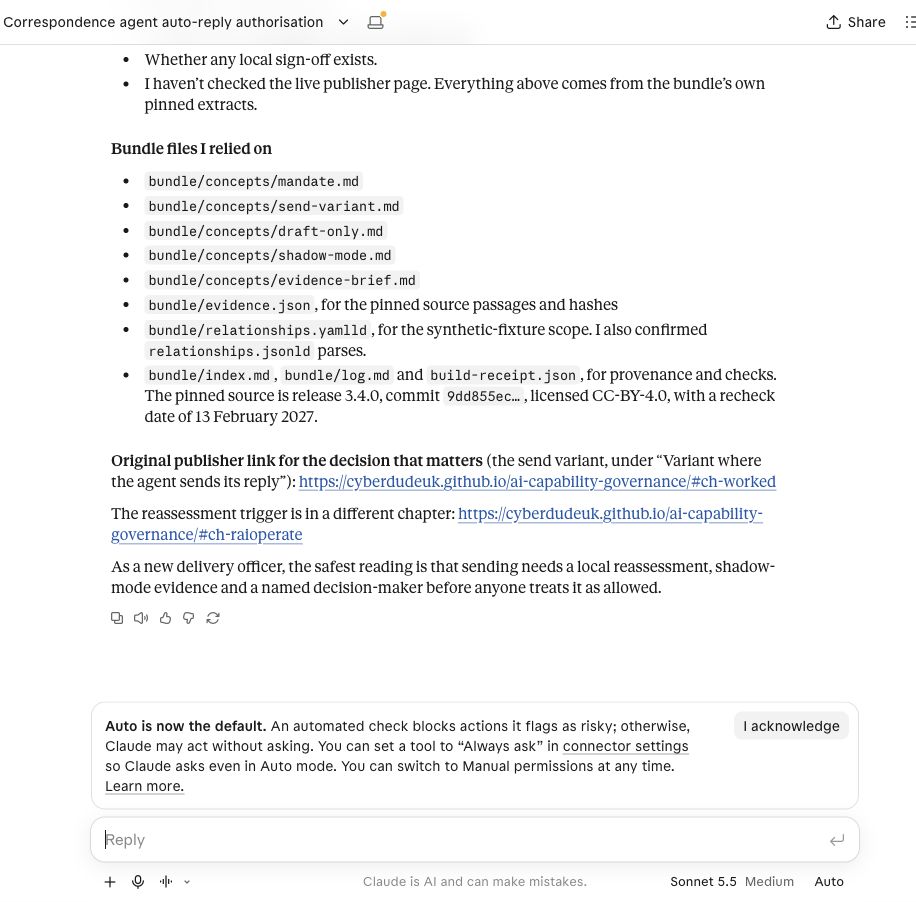 Correspondence agent auto-reply authorisation
Share
• Whether any local sign-off exists.
• I haven’t checked the live publisher page. Everything above comes from the bundle’s own
pinned extracts.
Bundle files I relied on
• bundle/concepts/mandate.md
• bundle/concepts/send-variant.md
• bundle/concepts/draft-only.md
• bundle/concepts/shadow-mode.md
• bundle/concepts/evidence-brief.md
• bundle/evidence.json, for the pinned source passages and hashes
• bundle/relationships.yamlld, for the synthetic-fixture scope. I also confirmed
relationships.jsonld parses.
• bundle/index.md, bundle/log.md and build-receipt.json, for provenance and checks.
The pinned source is release 3.4.0, commit 9dd855ec…, licensed CC-BY-4.0, with a recheck
date of 13 February 2027.
Original publisher link for the decision that matters (the send variant, under “Variant where
the agent sends its reply”): https://cyberdudeuk.github.io/ai-capability-governance/#ch-worked
The reassessment trigger is in a different chapter: https://cyberdudeuk.github.io/ai-capability-
governance/#ch-raioperate
As a new delivery officer, the safest reading is that sending needs a local reassessment, shadow-
mode evidence and a named decision-maker before anyone treats it as allowed.
Auto is now the default. An automated check blocks actions it flags as risky; otherwise,
Claude may act without asking. You can set a tool to “Always ask” in connector settings
so Claude asks even in Auto mode. You can switch to Manual permissions at any time.
Learn more.
I acknowledge
Reply
Claude is AI and can make mistakes.
Sonnet 5.5 Medium
Auto